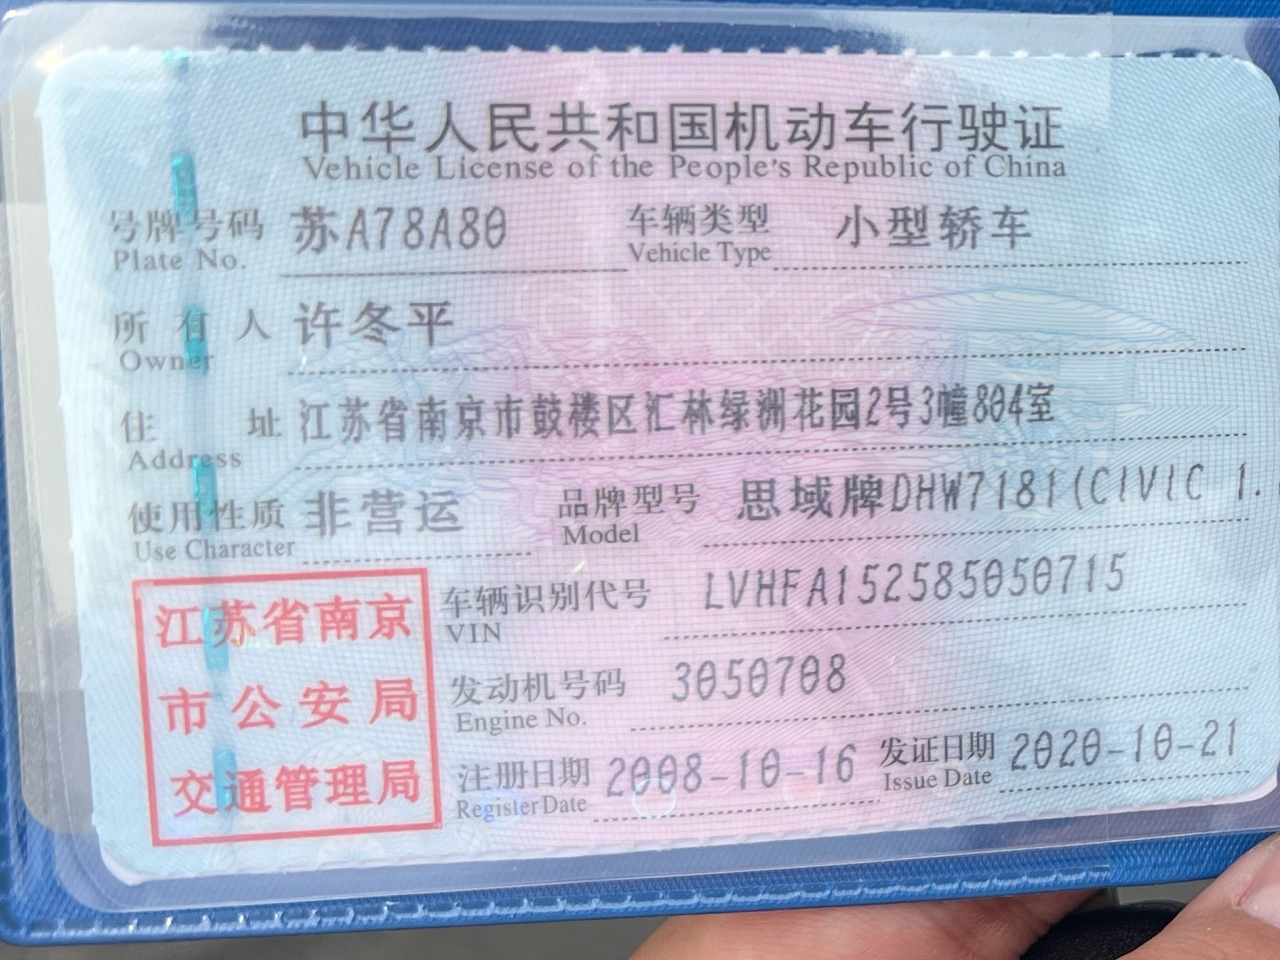 中华人民共和国机动车行驶证
Vehicle License of the People's Republic of China
号牌号码 苏A78A80 车辆类型 小型轿车
Plate No. Vehicle Type
所有人 许冬平
Owner
住址 江苏省南京市鼓楼区汇林绿洲花园2号3幢804室
Address
使用性质 非营运 品牌型号 思域牌DHW7181(CIVIC 1.
Use Character Model
江苏省南京
市公安局
交通管理局
车辆识别代号 LVHFA152585050715
VIN
发动机号码 3050708
Engine No.
注册日期 2008-10-16 发证日期 2020-10-21
Register Date Issue Date